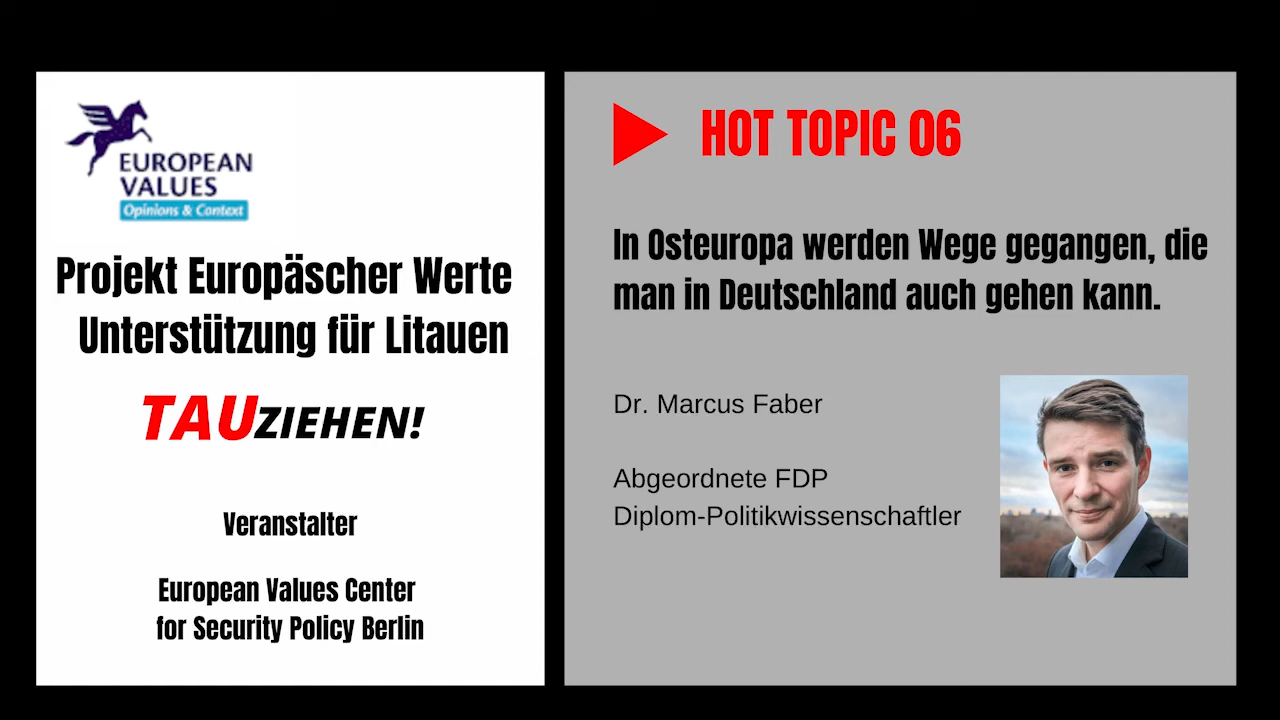 EUROPEAN
VALUES
Opinions & Context
Projekt Europäscher Werte
Unterstützung für Litauen
TAUZIEHEN!
Veranstalter
European Values Center
for Security Policy Berlin
HOT TOPIC 06
In Osteuropa werden Wege gegangen, die
man in Deutschland auch gehen kann.
Dr. Marcus Faber
Abgeordnete FDP
Diplom-Politikwissenschaftler